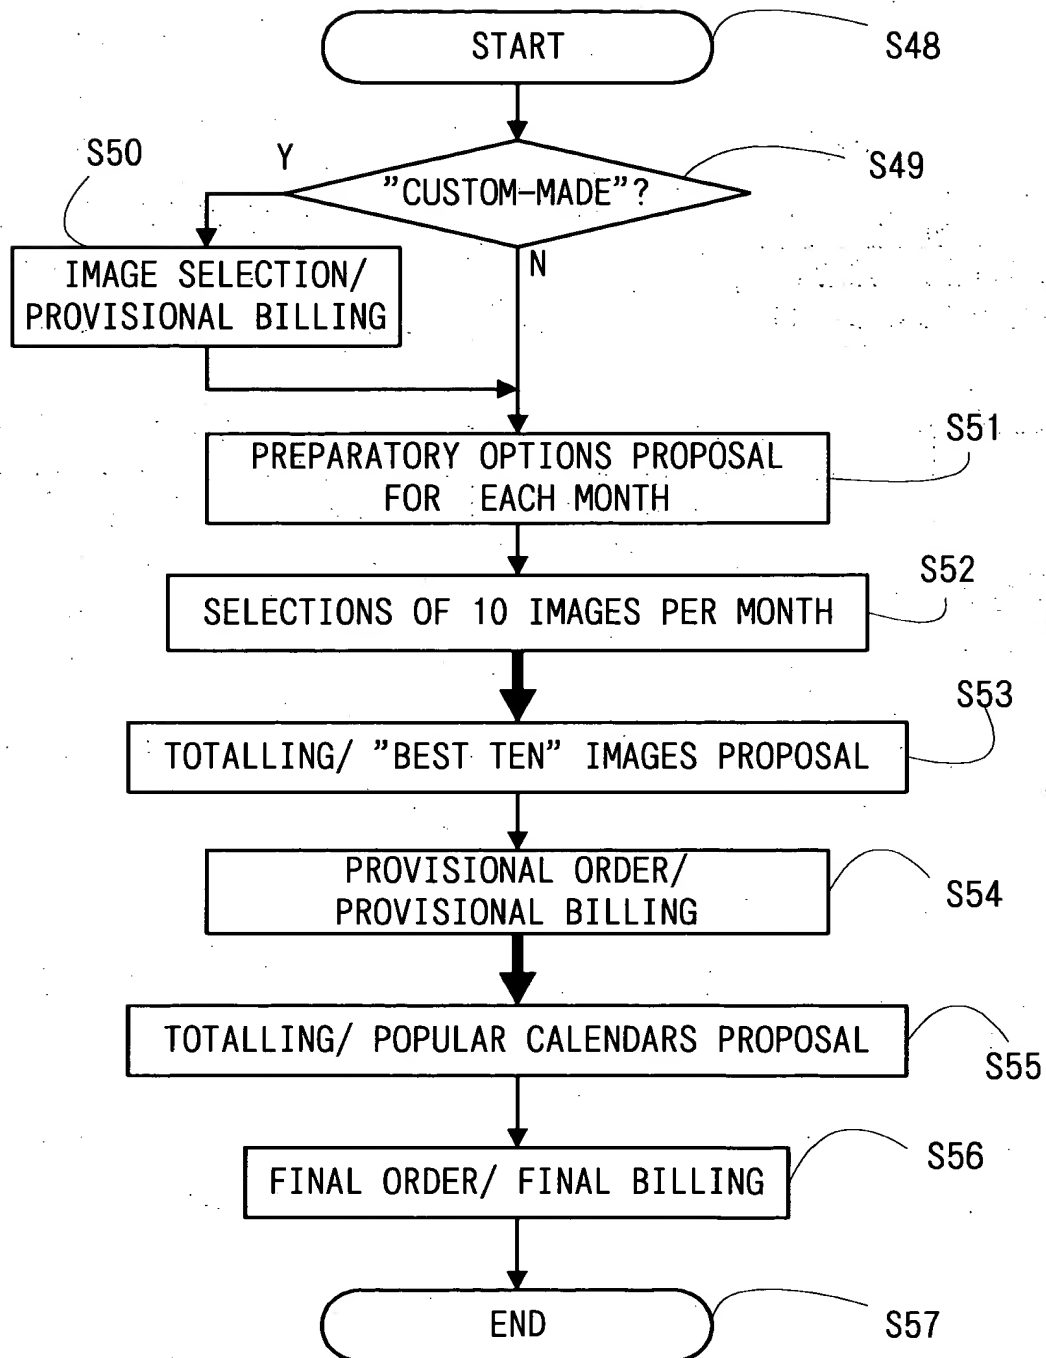 START
S48
S50
Y
"CUSTOM-MADE"?
S49
IMAGE SELECTION/
PROVISIONAL BILLING
N
PREPARATORY OPTIONS PROPOSAL
FOR EACH MONTH
S51
SELECTIONS OF 10 IMAGES PER MONTH
S52
TOTALLING/ "BEST TEN" IMAGES PROPOSAL
S53
PROVISIONAL ORDER/
PROVISIONAL BILLING
S54
TOTALLING/ POPULAR CALENDARS PROPOSAL
S55
FINAL ORDER/ FINAL BILLING
S56
END
S57